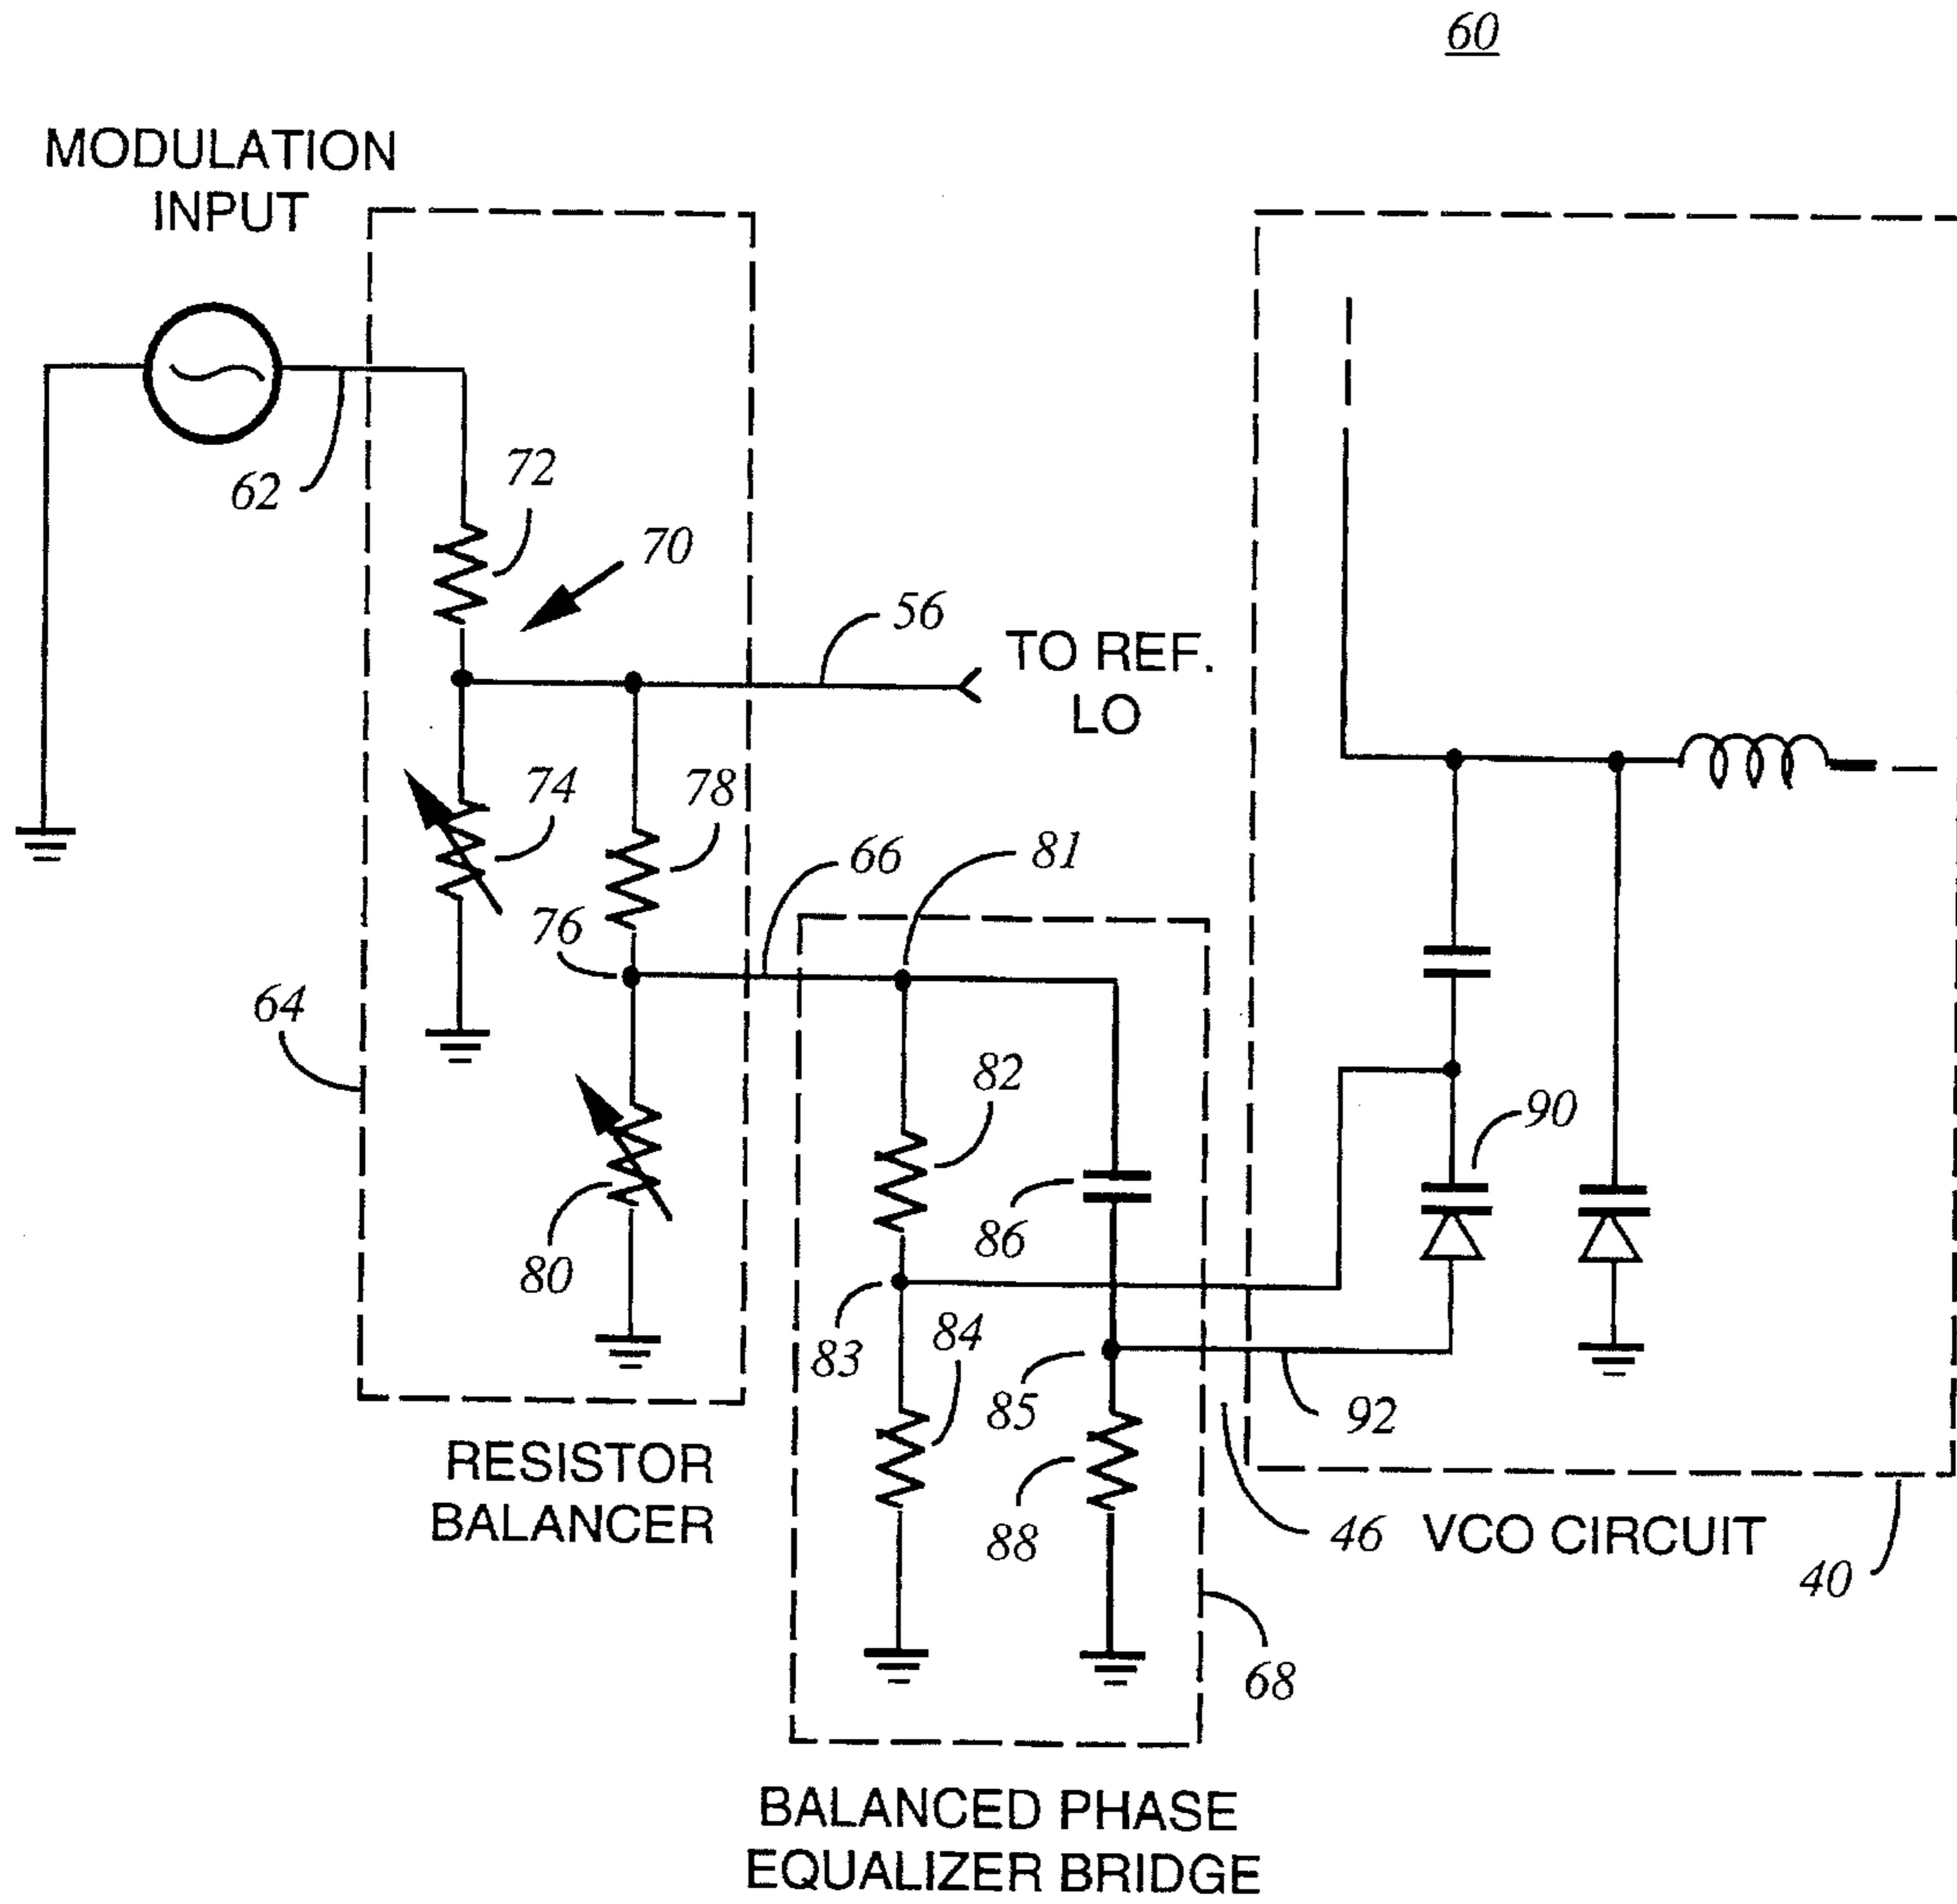 60
MODULATION
INPUT
62
72
70
56
TO REF.
LO
74
78
66
81
76
64
82
90
80
86
83
84
85
92
88
46
RESISTOR
BALANCER
VCO CIRCUIT
40
68
BALANCED PHASE
EQUALIZER BRIDGE